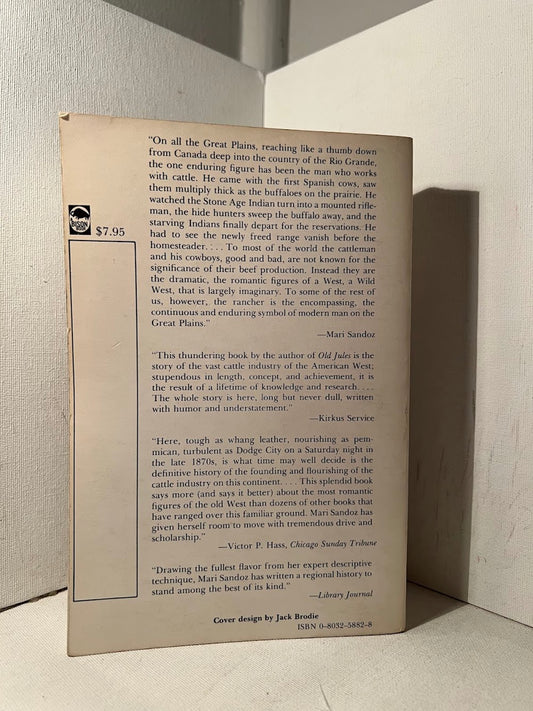 "On all the Great Plains, reaching like a thumb down
from Canada deep into the country of the Rio Grande,
the one enduring figure has been the man who works
with cattle. He came with the first Spanish cows, saw
them multiply thick as the buffaloes on the prairie. He
watched the Stone Age Indian turn into a mounted rifle-
man, the hide hunters sweep the buffalo away, and the
starving Indians finally depart for the reservations. He
had to see the newly freed range vanish before the
homesteader. . . . To most of the world the cattleman
and his cowboys, good and bad, are not known for the
significance of their beef production. Instead they are
the dramatic, the romantic figures of a West, a Wild
West, that is largely imaginary. To some of the rest of
us, however, the rancher is the encompassing, the
continuous and enduring symbol of modern man on the
Great Plains."
—Mari Sandoz
$7.95
"This thundering book by the author of Old Jules is the
story of the vast cattle industry of the American West;
stupendous in length, concept, and achievement, it is
the result of a lifetime of knowledge and research. . . .
The whole story is here, long but never dull, written
with humor and understatement."
—Kirkus Service
"Here, tough as whang leather, nourishing as pem-
mican, turbulent as Dodge City on a Saturday night in
the late 1870s, is what time may well decide is the
definitive history of the founding and flourishing of the
cattle industry on this continent. . . . This splendid book
says more (and says it better) about the most romantic
figures of the old West than dozens of other books that
have ranged over this familiar ground. Mari Sandoz has
given herself room to move with tremendous drive and
scholarship."
—Victor P. Hass, Chicago Sunday Tribune
"Drawing the fullest flavor from her expert descriptive
technique, Mari Sandoz has written a regional history to
stand among the best of its kind."
—Library Journal
Cover design by Jack Brodie
ISBN 0-8032-5882-8